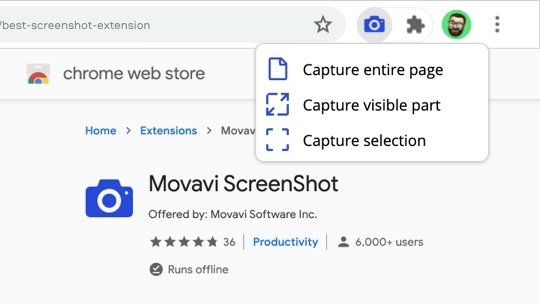 /best-screenshot-extension
Capture entire page
chrome web store
Capture visible part
Capture selection
Home > Extensions > Mova
Movavi ScreenShot
Offered by: Movavi Software Inc.
36 | Productivity | 6,000+ users
Runs offline